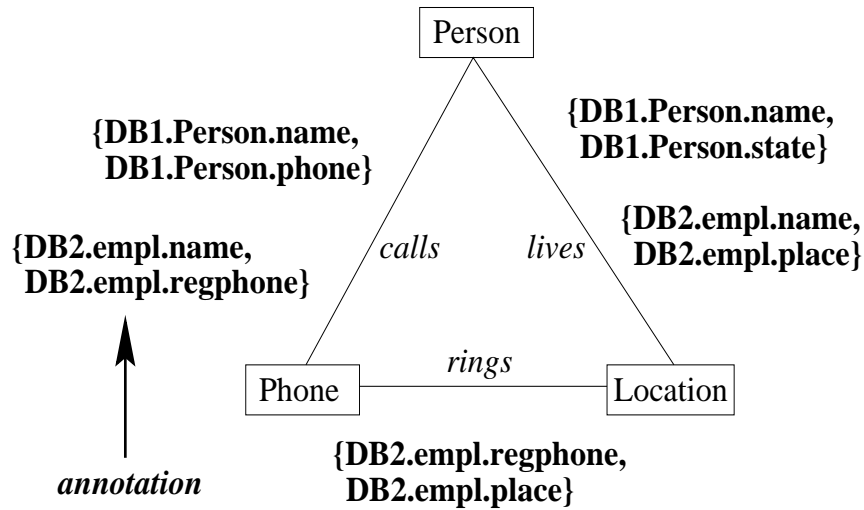 Person
{DB1.Person.name,
DB1.Person.phone}
{DB1.Person.name,
DB1.Person.state}
{DB2.empl.name,
DB2.empl.regphone}
calls
lives
{DB2.empl.name,
DB2.empl.place}
Phone
rings
Location
{DB2.empl.regphone,
DB2.empl.place}
annotation